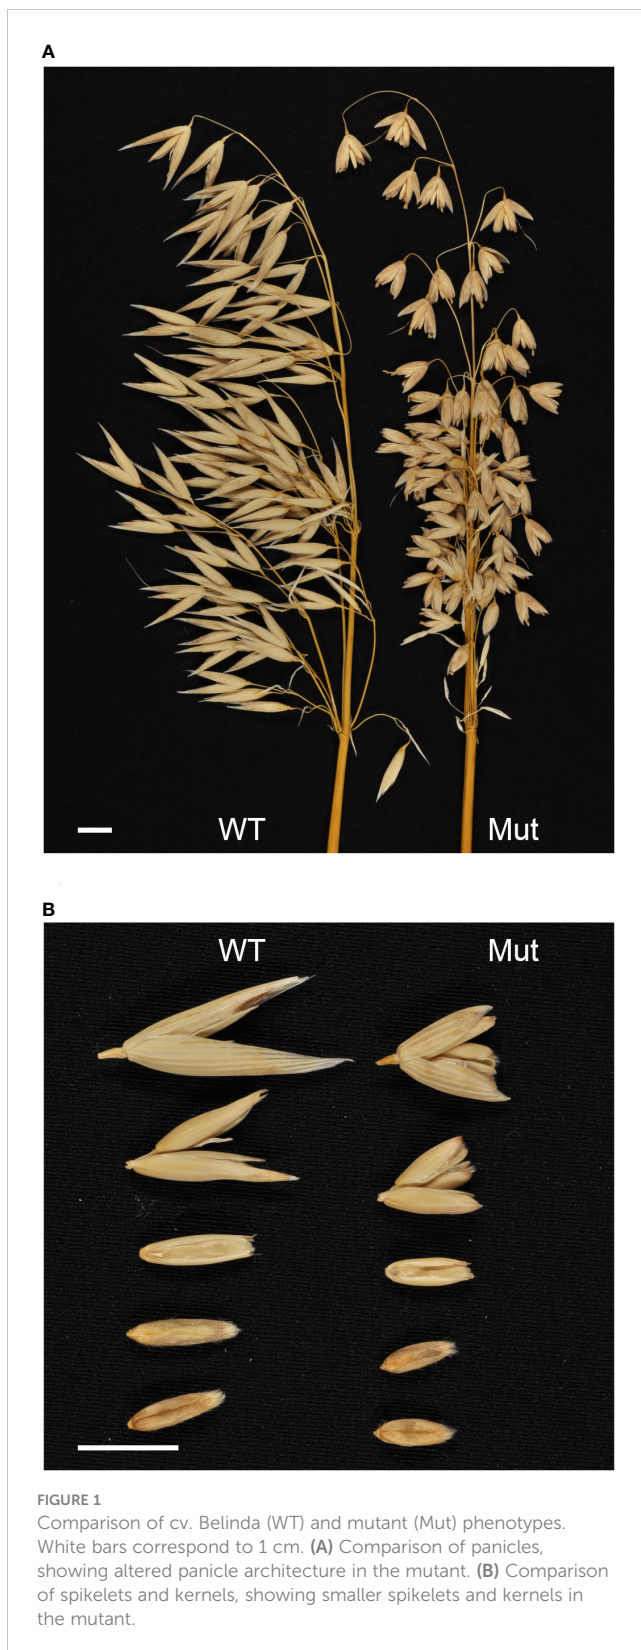 A
WT Mut
B
WT Mut
FIGURE 1
Comparison of cv. Belinda (WT) and mutant (Mut) phenotypes.
White bars correspond to 1 cm. (A) Comparison of panicles,
showing altered panicle architecture in the mutant. (B) Comparison
of spikelets and kernels, showing smaller spikelets and kernels in
the mutant.